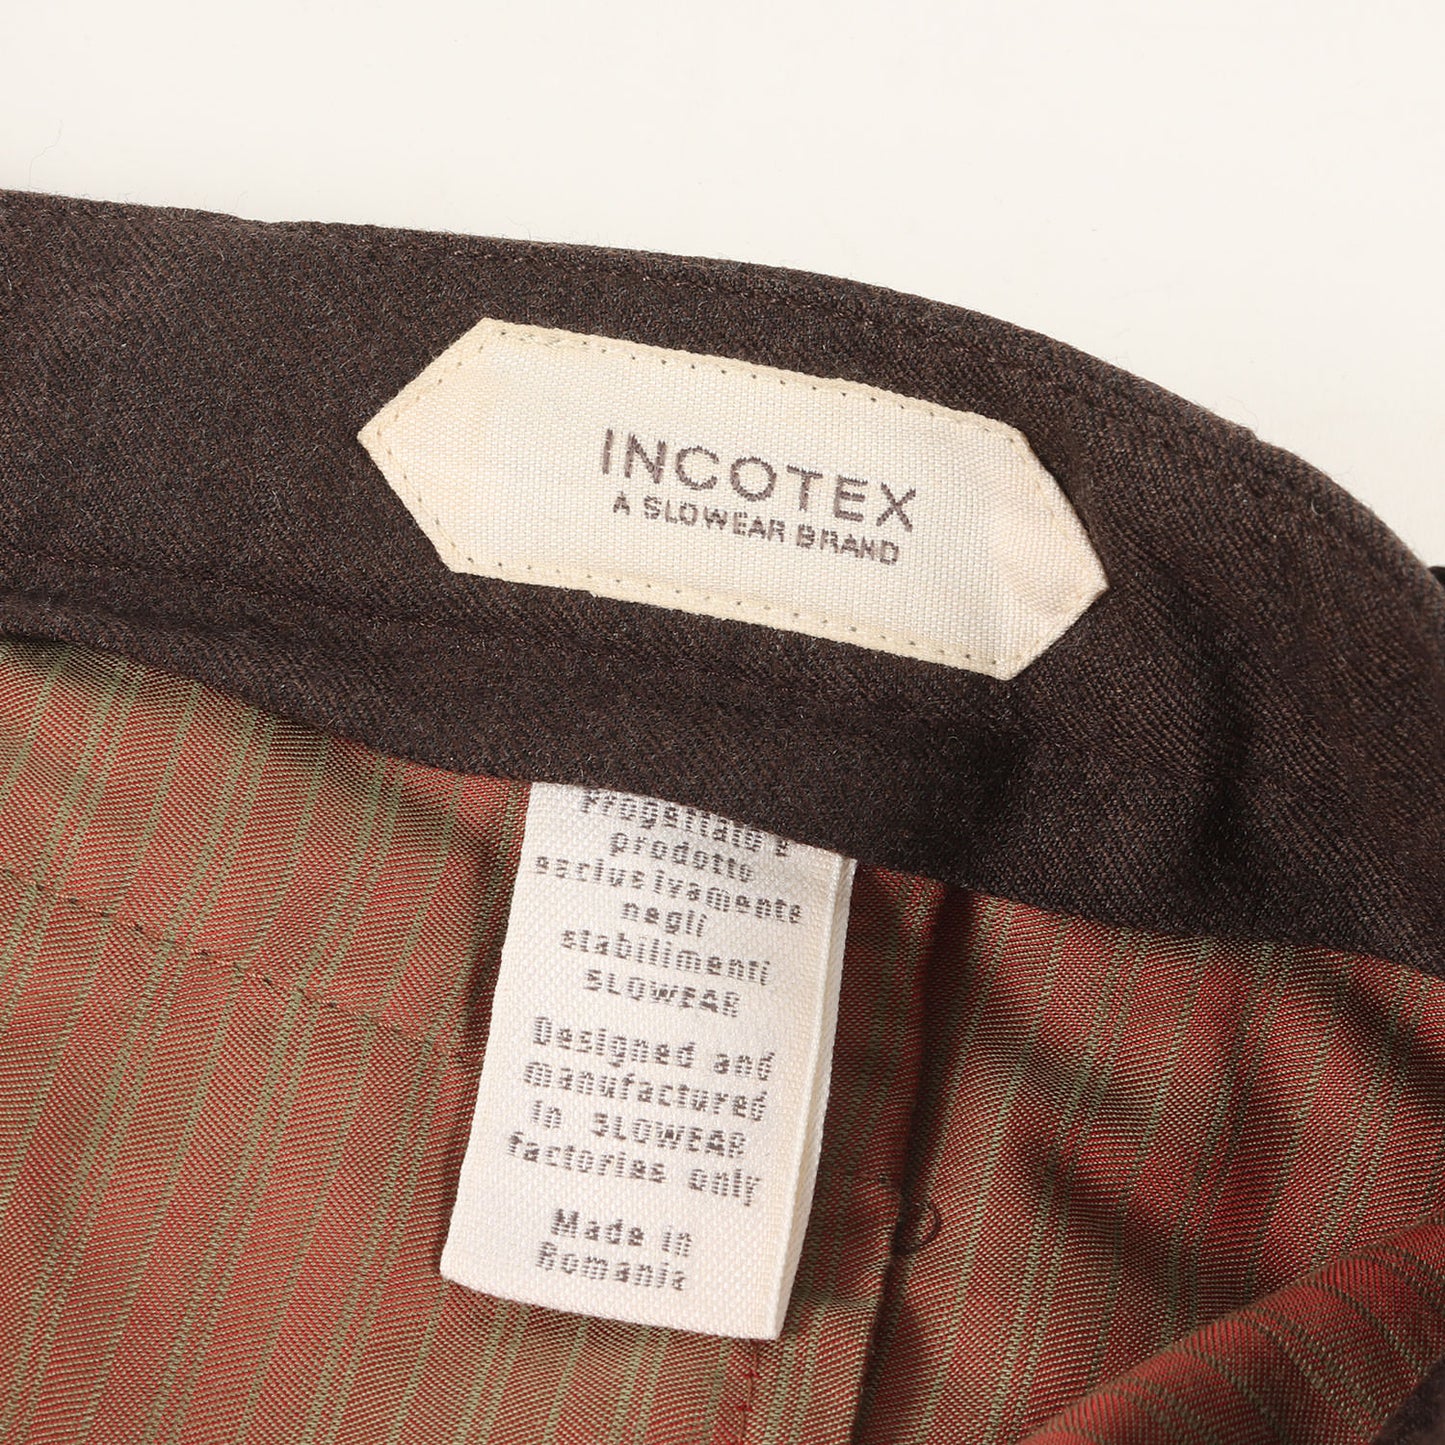 INCOTEX
A SLOWEAR BRAND
Progettato e
prodotto
esclusivamente
negli
stabilimenti
SLOWEAR
Designed and
manufactured
in SLOWEAR
factories only
Made in
Romania